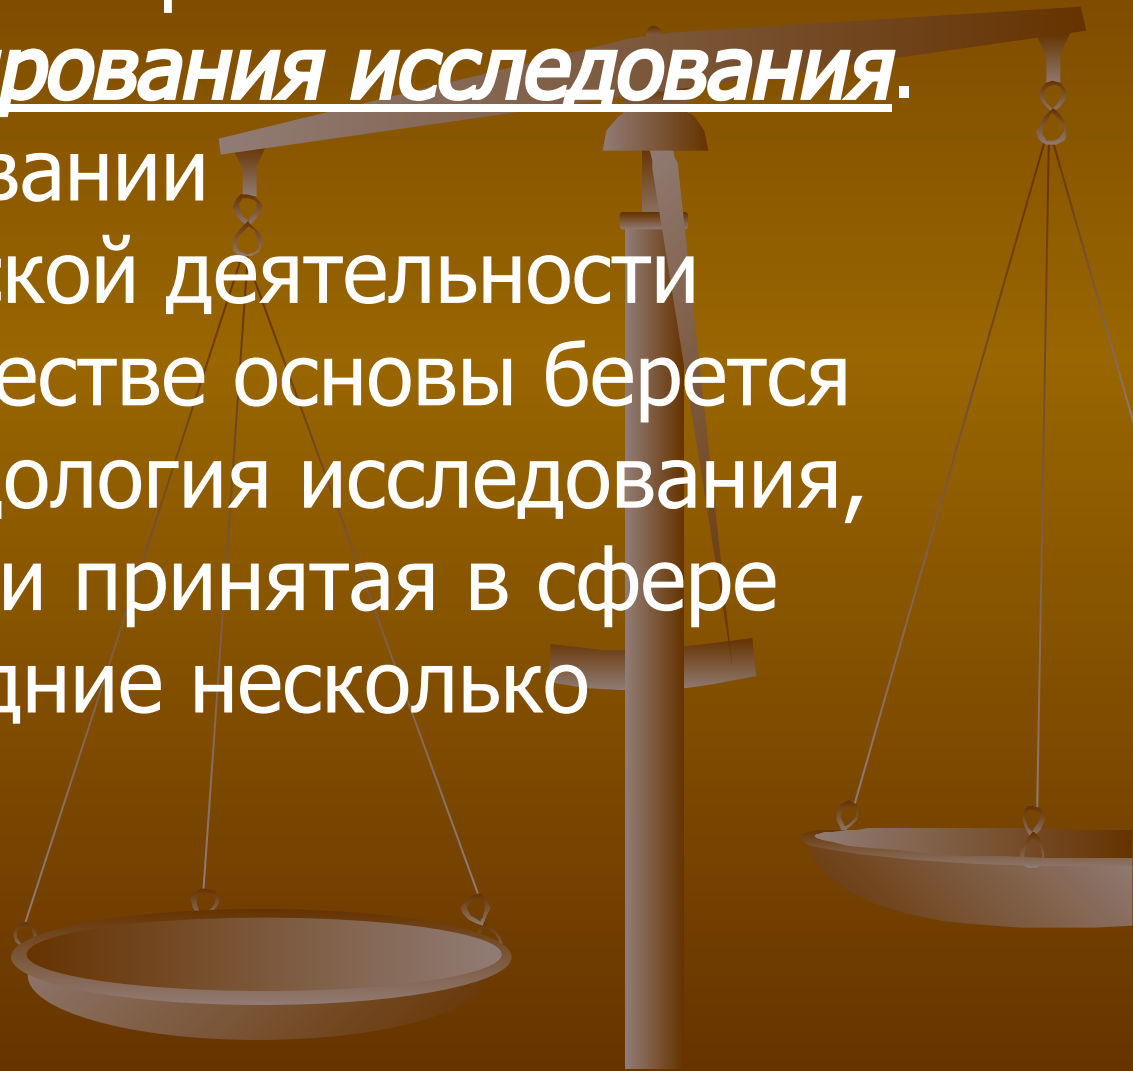 рования исследования.
вании
ской деятельности
естве основы берется
дология исследования,
и принятая в сфере
дние несколько